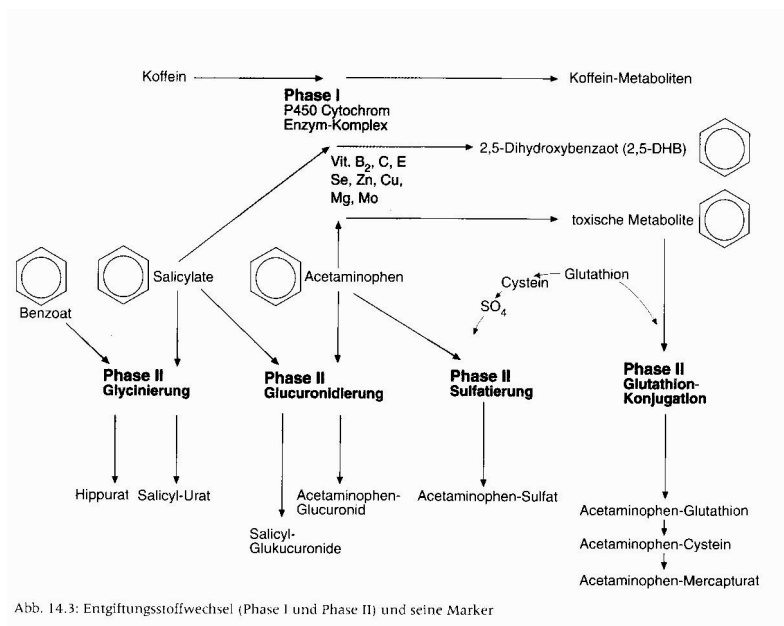 Koffein
Koffein-Metaboliten
Phase I
P450 Cytochrom
Enzym-Komplex
2,5-Dihydroxybenzaot (2,5-DHB)
Vit. B2, C, E
Se, Zn, Cu,
Mg, Mo
toxische Metabolite
Benzoat
Salicylate
Acetaminophen
Glutathion
Cystein
SO4
Phase II
Glycinierung
Phase II
Glucuronidierung
Phase II
Sulfatierung
Phase II
Glutathion-
Konjugation
Hippurat
Salicyl-Urat
Salicyl-
Glukucuronide
Acetaminophen-
Glucuronid
Acetaminophen-Sulfat
Acetaminophen-Glutathion
Acetaminophen-Cystein
Acetaminophen-Mercapturat
Abb. 14.3: Entgiftungsstoffwechsel (Phase I und Phase II) und seine Marker